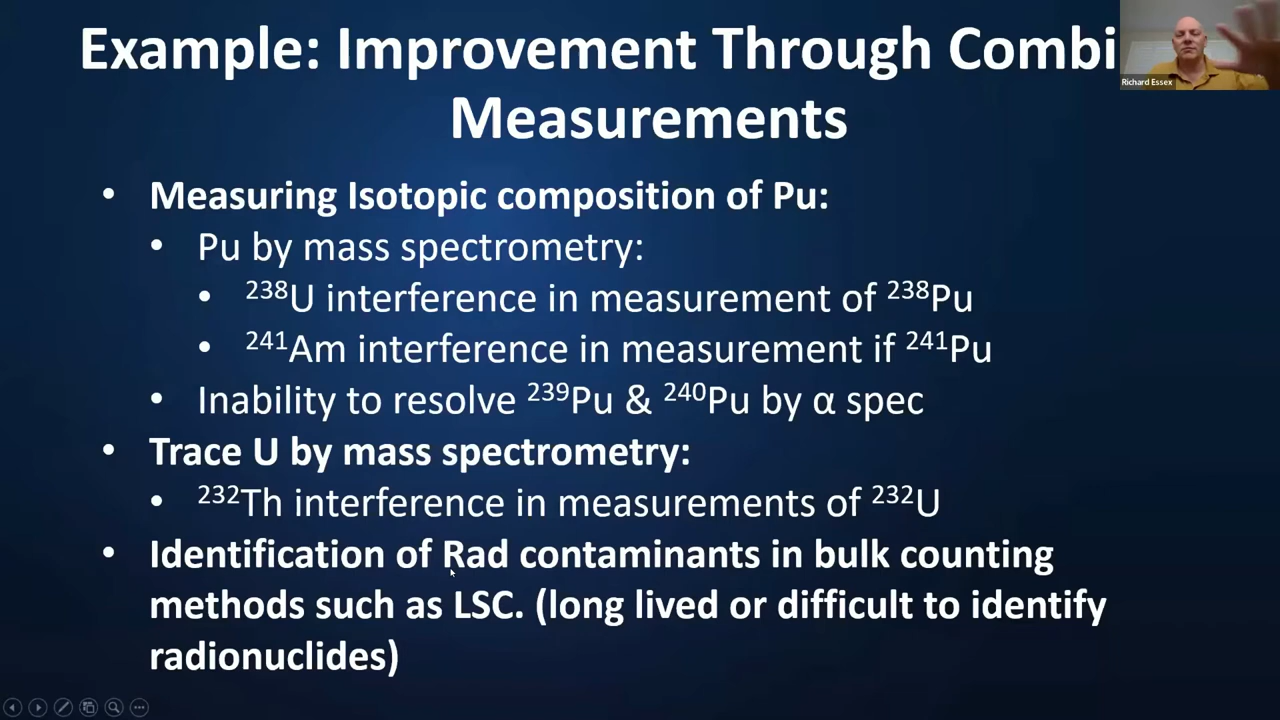 Example: Improvement Through Combi
Measurements
Richard Essex
• Measuring Isotopic composition of Pu:
• Pu by mass spectrometry:
• ²³⁸U interference in measurement of ²³⁸Pu
• ²⁴¹Am interference in measurement if ²⁴¹Pu
• Inability to resolve ²³⁹Pu & ²⁴⁰Pu by α spec
• Trace U by mass spectrometry:
• ²³²Th interference in measurements of ²³²U
• Identification of Rad contaminants in bulk counting
methods such as LSC. (long lived or difficult to identify
radionuclides)